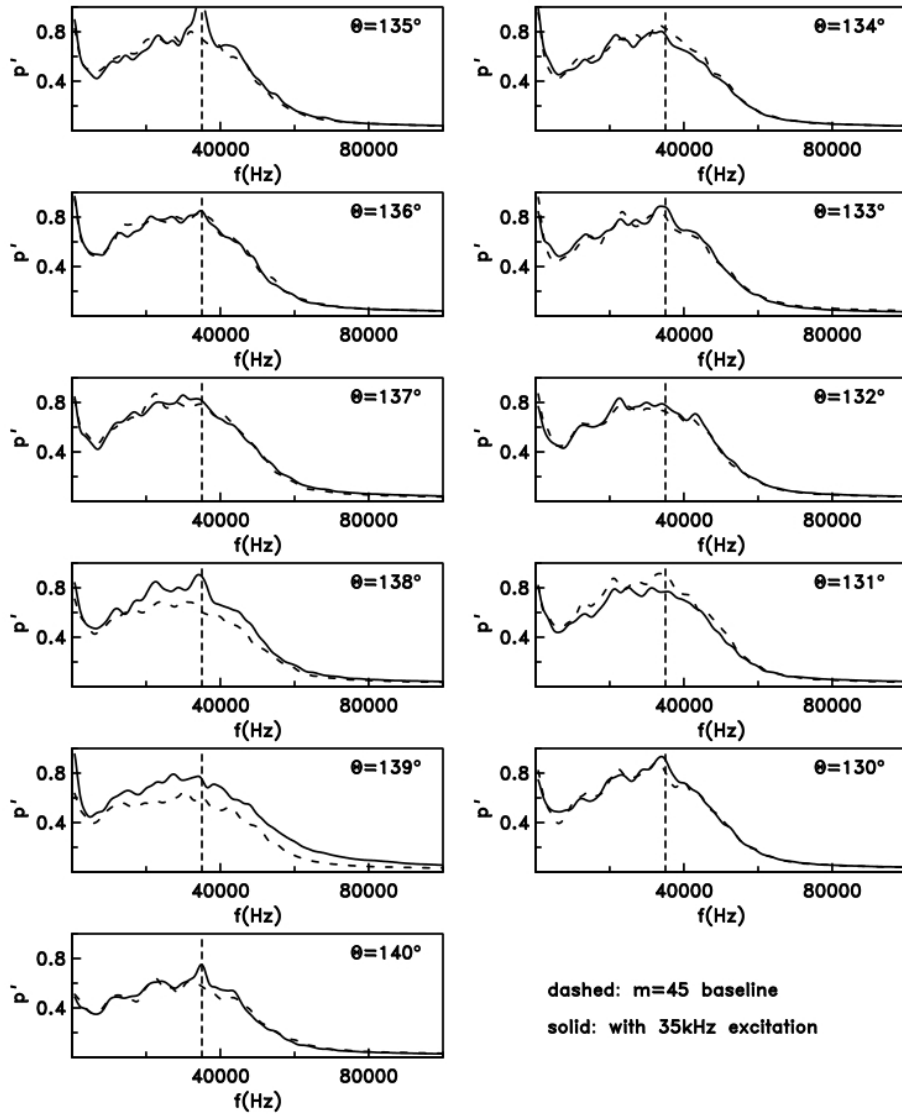 Θ=135°
0.8
0.4
p'
40000
80000
f(Hz)
Θ=136°
0.8
0.4
p'
40000
80000
f(Hz)
Θ=137°
0.8
0.4
p'
40000
80000
f(Hz)
Θ=138°
0.8
0.4
p'
40000
80000
f(Hz)
Θ=139°
0.8
0.4
p'
40000
80000
f(Hz)
Θ=140°
0.8
0.4
p'
40000
80000
f(Hz)
Θ=134°
0.8
0.4
p'
40000
80000
f(Hz)
Θ=133°
0.8
0.4
p'
40000
80000
f(Hz)
Θ=132°
0.8
0.4
p'
40000
80000
f(Hz)
Θ=131°
0.8
0.4
p'
40000
80000
f(Hz)
Θ=130°
0.8
0.4
p'
40000
80000
f(Hz)
dashed: m=45 baseline
solid: with 35kHz excitation